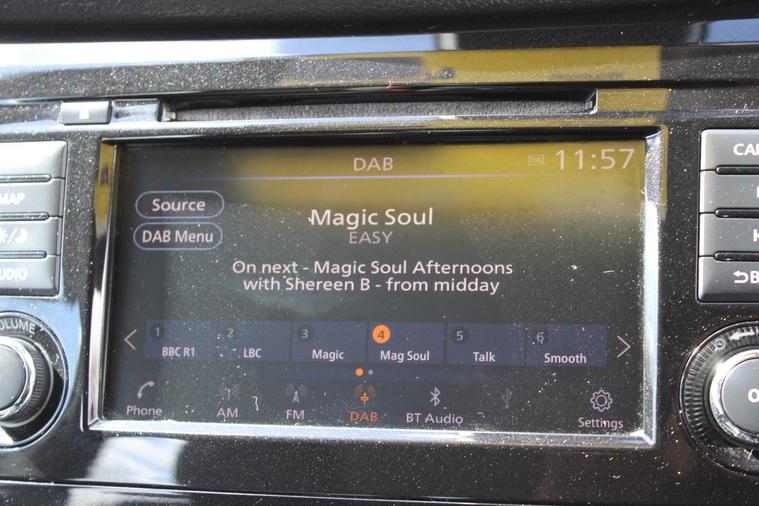 DAB
11:57
CA
Source
Magic Soul
MAP
EASY
DAB Menu
On next - Magic Soul Afternoons
with Shereen B - from midday
UDIO
B
VOLUME
1 2 3 4 5 6
BBC R1 LBC Magic Mag Soul Talk Smooth
Phone AM FM DAB BT Audio Settings
O